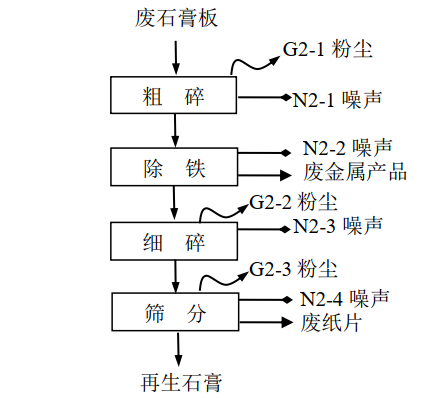 废石膏板
G2-1 粉尘
粗 碎
N2-1 噪声
N2-2 噪声
除 铁
废金属产品
G2-2 粉尘
细 碎
N2-3 噪声
G2-3 粉尘
N2-4 噪声
筛 分
废纸片
再生石膏